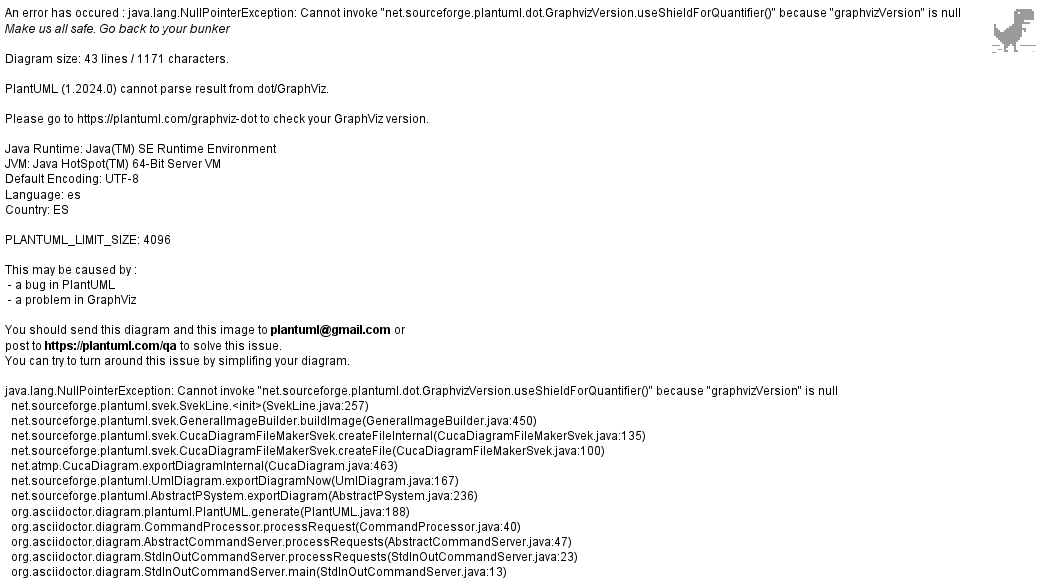 An error has occured : java.lang.NullPointerException: Cannot invoke "net.sourceforge.plantuml.dot.GraphvizVersion.useShieldForQuantifier()" because "graphvizVersion" is null
Make us all safe. Go back to your bunker
Diagram size: 43 lines / 1171 characters.
PlantUML (1.2024.0) cannot parse result from dot/GraphViz.
Please go to https://plantuml.com/graphviz-dot to check your GraphViz version.
Java Runtime: Java(TM) SE Runtime Environment
JVM: Java HotSpot(TM) 64-Bit Server VM
Default Encoding: UTF-8
Language: es
Country: ES
PLANTUML_LIMIT_SIZE: 4096
This may be caused by :
- a bug in PlantUML
- a problem in GraphViz
You should send this diagram and this image to plantuml@gmail.com or
post to https://plantuml.com/qa to solve this issue.
You can try to turn around this issue by simplifing your diagram.
java.lang.NullPointerException: Cannot invoke "net.sourceforge.plantuml.dot.GraphvizVersion.useShieldForQuantifier()" because "graphvizVersion" is null
net.sourceforge.plantuml.svek.SvekLine.<init>(SvekLine.java:257)
net.sourceforge.plantuml.svek.GeneralImageBuilder.buildImage(GeneralImageBuilder.java:450)
net.sourceforge.plantuml.svek.CucaDiagramFileMakerSvek.createFileInternal(CucaDiagramFileMakerSvek.java:135)
net.sourceforge.plantuml.svek.CucaDiagramFileMakerSvek.createFile(CucaDiagramFileMakerSvek.java:100)
net.atmp.CucaDiagram.exportDiagramInternal(CucaDiagram.java:463)
net.sourceforge.plantuml.UmlDiagram.exportDiagramNow(UmlDiagram.java:167)
net.sourceforge.plantuml.AbstractPSystem.exportDiagram(AbstractPSystem.java:236)
org.asciidoctor.diagram.plantuml.PlantUML.generate(PlantUML.java:188)
org.asciidoctor.diagram.CommandProcessor.processRequest(CommandProcessor.java:40)
org.asciidoctor.diagram.AbstractCommandServer.processRequests(AbstractCommandServer.java:47)
org.asciidoctor.diagram.StdInOutCommandServer.processRequests(StdInOutCommandServer.java:23)
org.asciidoctor.diagram.StdInOutCommandServer.main(StdInOutCommandServer.java:13)